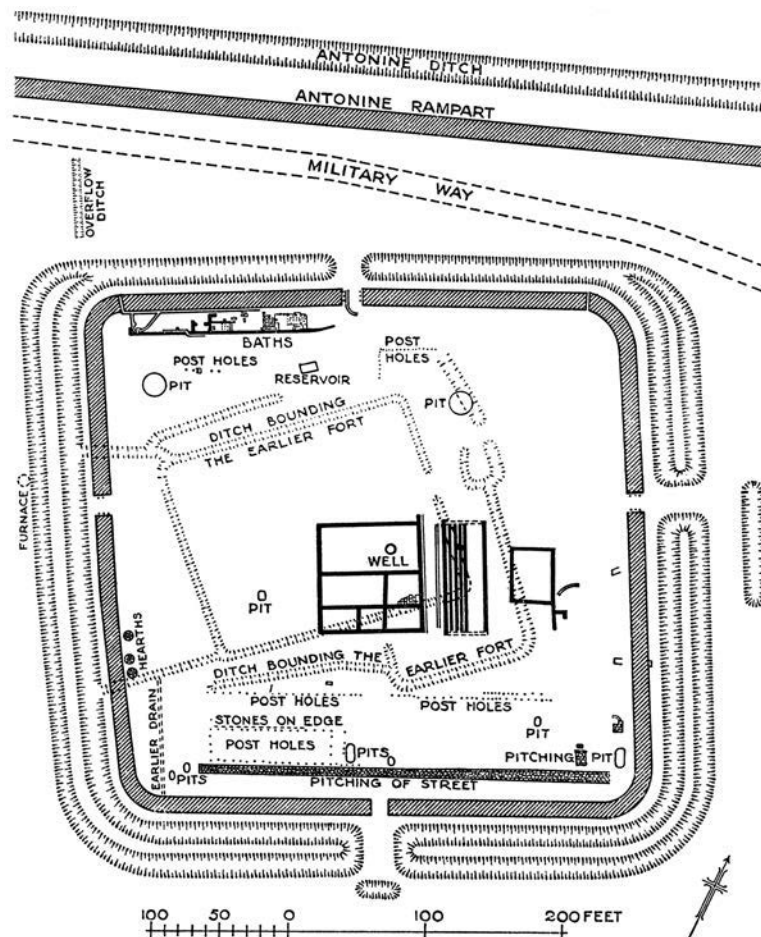 ANTONINE DITCH
ANTONINE RAMPART
MILITARY WAY
OVERFLOW
DITCH
BATHS
POST
HOLES
POST HOLES
RESERVOIR
PIT
PIT
DITCH BOUNDING
THE EARLIER FORT
FURNACE
WELL
PIT
HEARTHS
DITCH BOUNDING THE EARLIER FORT
POST HOLES
POST HOLES
STONES ON EDGE
PIT
POST HOLES
PITS
PITCHING
PIT
EARLIER DRAIN
PITS
PITCHING OF STREET
100 50 0 100 200 FEET